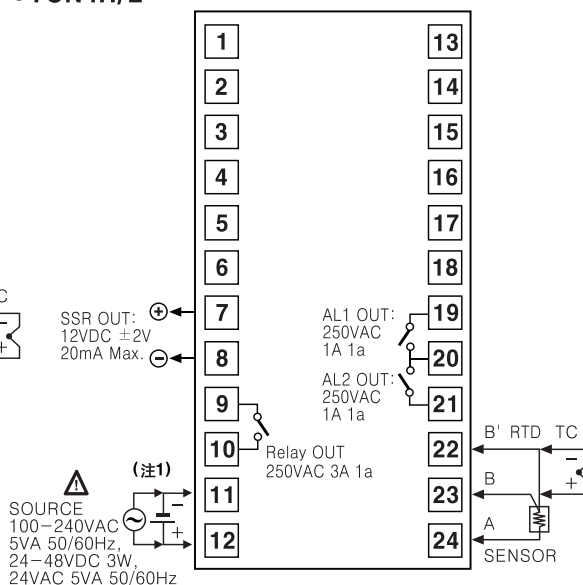 1
2
3
4
5
6
7
8
9
10
11
12
13
14
15
16
17
18
19
20
21
22
23
24
C
−
+
SSR OUT:
12VDC ±2V
20mA Max.
+
−
AL1 OUT:
250VAC
1A 1a
AL2 OUT:
250VAC
1A 1a
Relay OUT
250VAC 3A 1a
(注1)
SOURCE
100−240VAC
5VA 50/60Hz,
24−48VDC 3W,
24VAC 5VA 50/60Hz
−
+
B' RTD TC
−
+
B
A
SENSOR